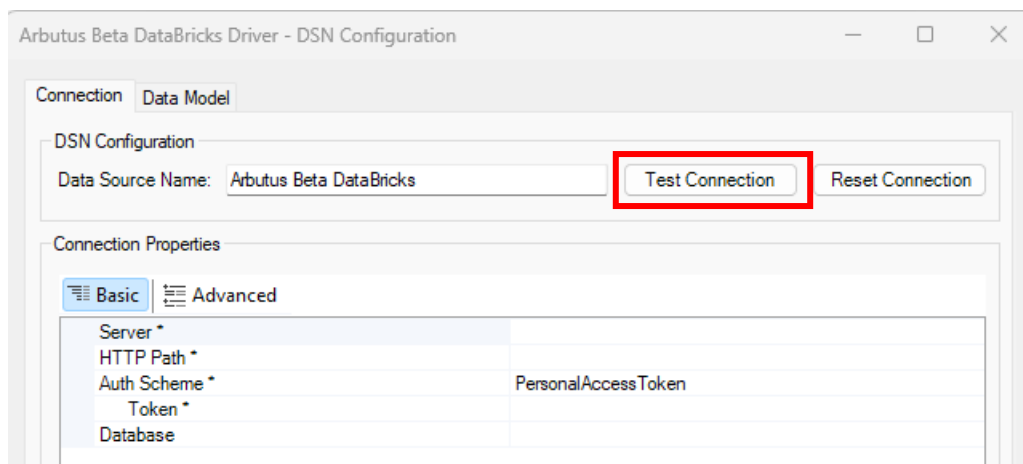 Arbutus Beta DataBricks Driver - DSN Configuration
Connection Data Model
DSN Configuration
Data Source Name: Arbutus Beta DataBricks Test Connection Reset Connection
Connection Properties
Basic Advanced
Server *
HTTP Path *
Auth Scheme * PersonalAccessToken
Token *
Database